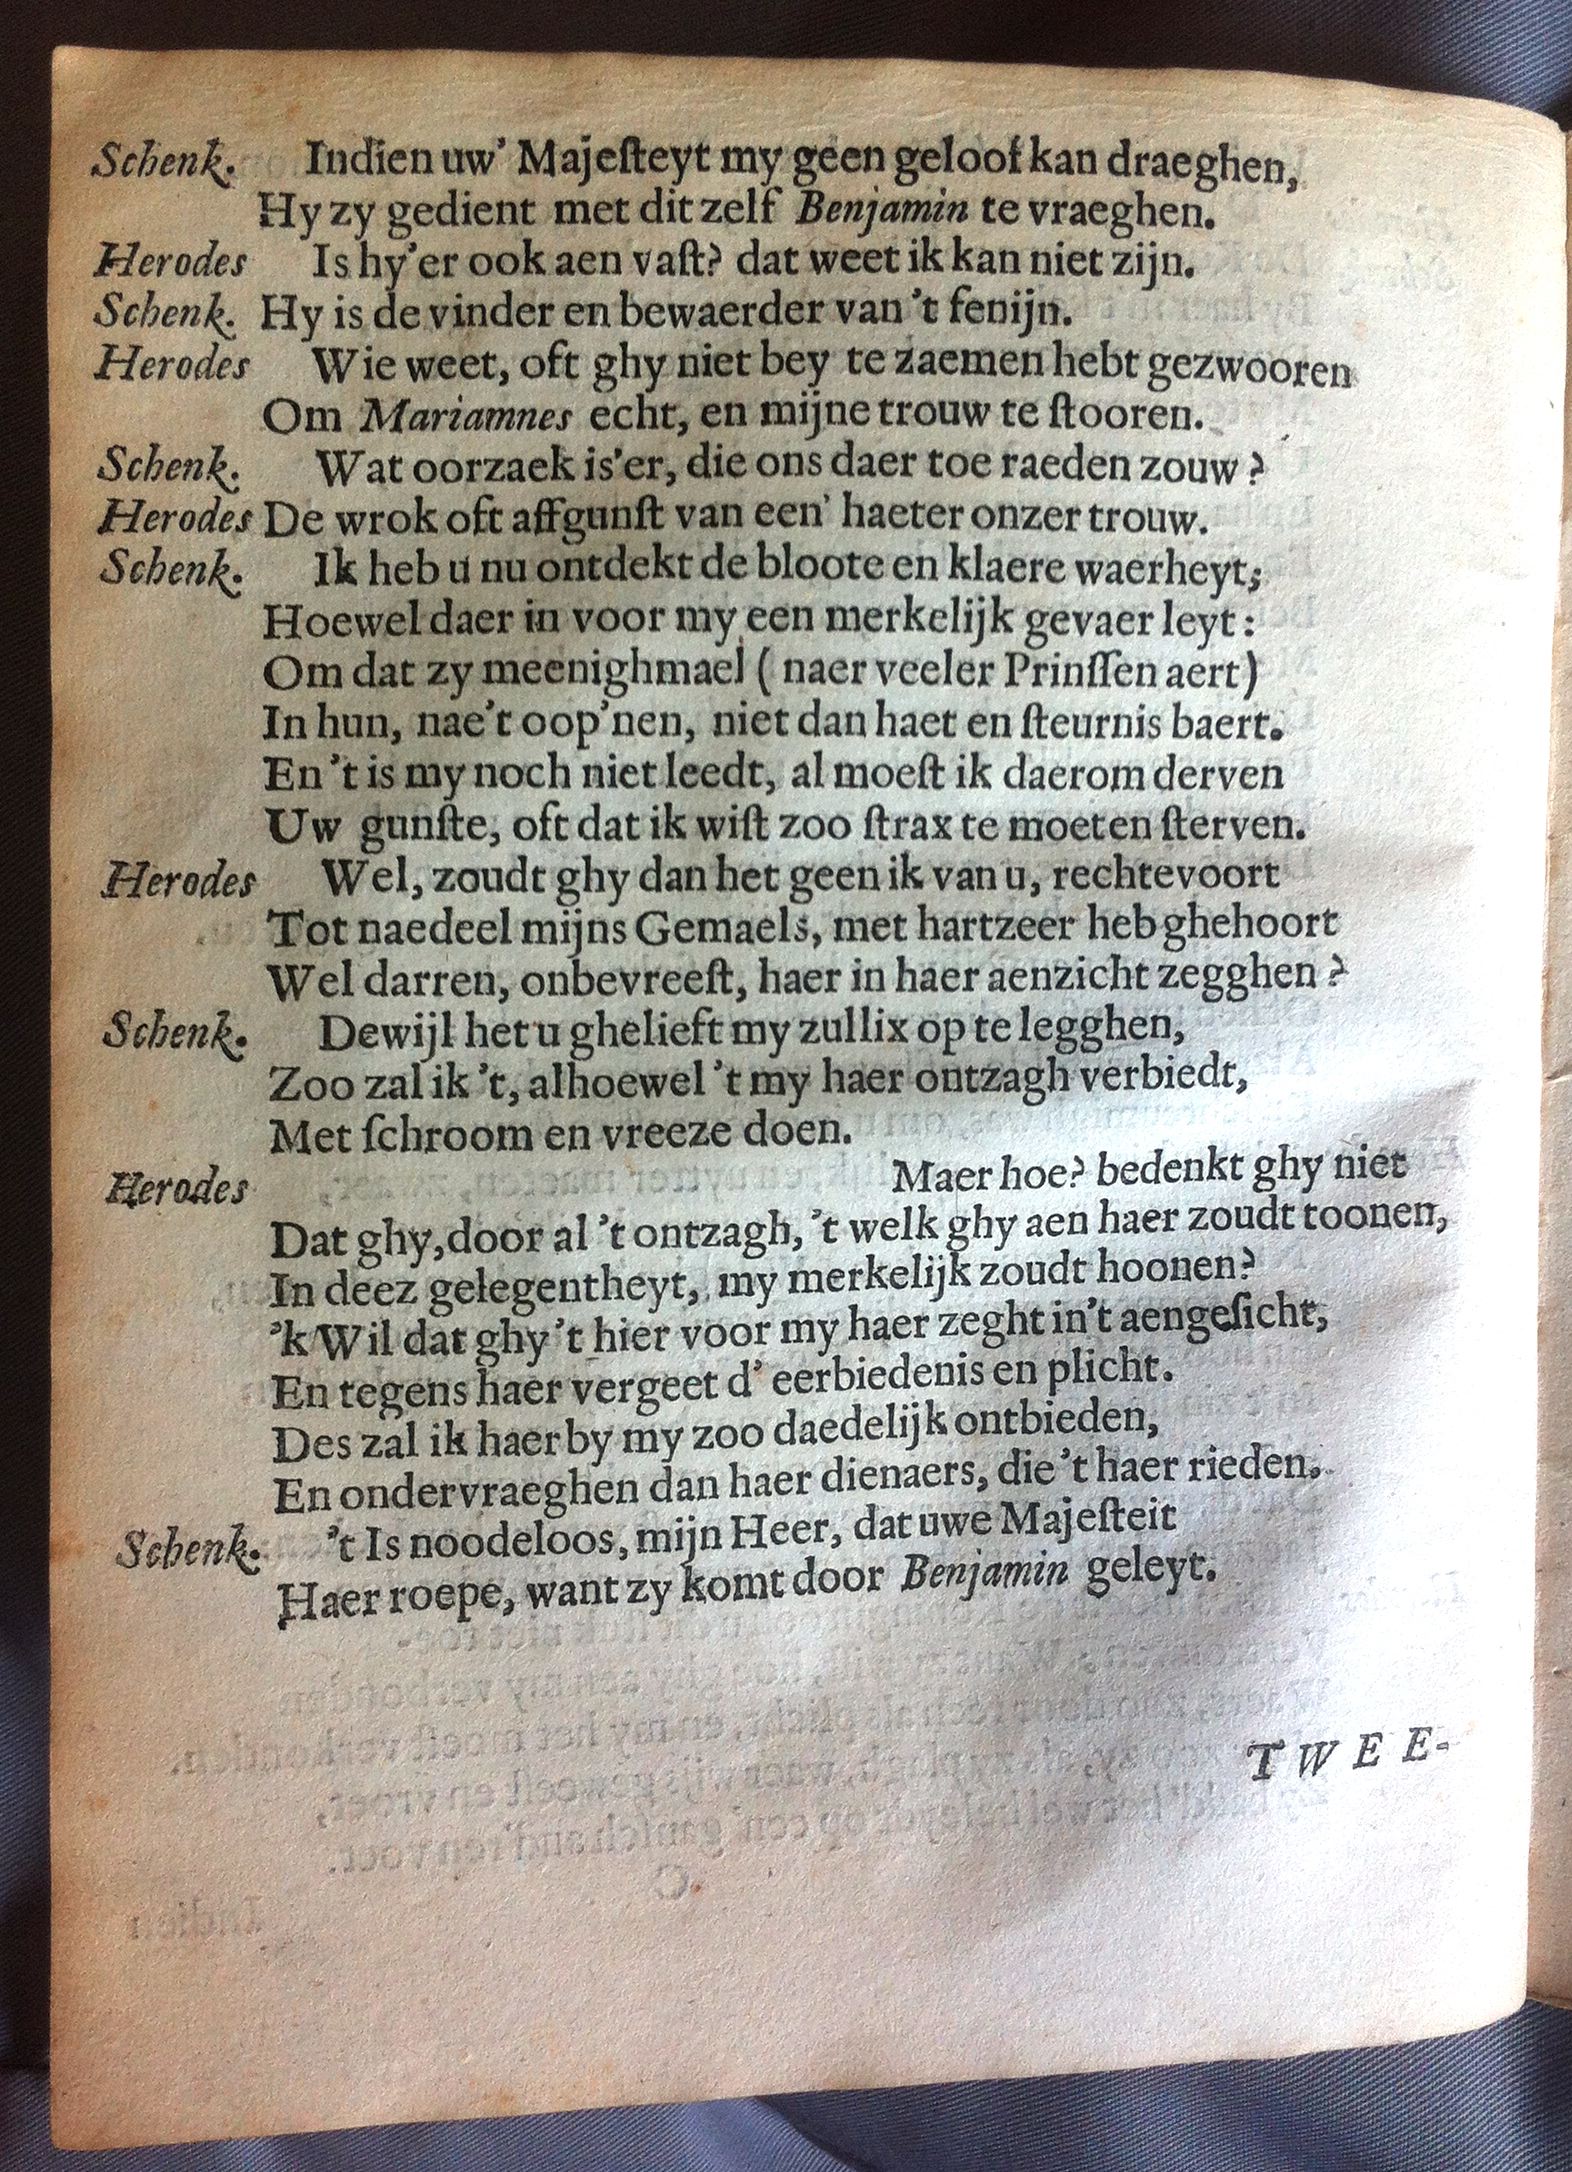 Schenk. Indien uw' Majeſteyt my geen geloof kan draeghen,
Hy zy gedient met dit zelf Benjamin te vraeghen.
Herodes Is hy'er ook aen vaſt? dat weet ik kan niet zijn.
Schenk. Hy is de vinder en bewaerder van 't fenijn.
Herodes Wie weet, oft ghy niet bey te zaemen hebt gezwooren
Om Mariamnes echt, en mijne trouw te ſtooren.
Schenk. Wat oorzaek is'er, die ons daer toe raeden zouw?
Herodes De wrok oft affgunſt van een' haeter onzer trouw.
Schenk. Ik heb u nu ontdekt de bloote en klaere waerheyt;
Hoewel daer in voor my een merkelijk gevaer leyt:
Om dat zy meenighmael (naer veeler Prinſſen aert)
In hun, nae't oop'nen, niet dan haet en ſteurnis baert.
En 't is my noch niet leedt, al moeſt ik daerom derven
Uw gunſte, oft dat ik wiſt zoo ſtrax te moeten ſterven.
Herodes Wel, zoudt ghy dan het geen ik van u, rechtevoort
Tot naedeel mijns Gemaels, met hartzeer heb ghehoort
Wel darren, onbevreeſt, haer in haer aenzicht zegghen?
Schenk. Dewijl het u ghelieft my zullix op te legghen,
Zoo zal ik 't, alhoewel 't my haer ontzagh verbiedt,
Met ſchroom en vreeze doen.
Herodes Maer hoe? bedenkt ghy niet
Dat ghy, door al 't ontzagh, 't welk ghy aen haer zoudt toonen,
In deez gelegentheyt, my merkelijk zoudt hoonen?
'k Wil dat ghy 't hier voor my haer zeght in't aengeſicht,
En tegens haer vergeet d' eerbiedenis en plicht.
Des zal ik haer by my zoo daedelijk ontbieden,
En ondervraeghen dan haer dienaers, die 't haer rieden.
Schenk. 't Is noodeloos, mijn Heer, dat uwe Majeſteit
Haer roepe, want zy komt door Benjamin geleyt.
TWEE-